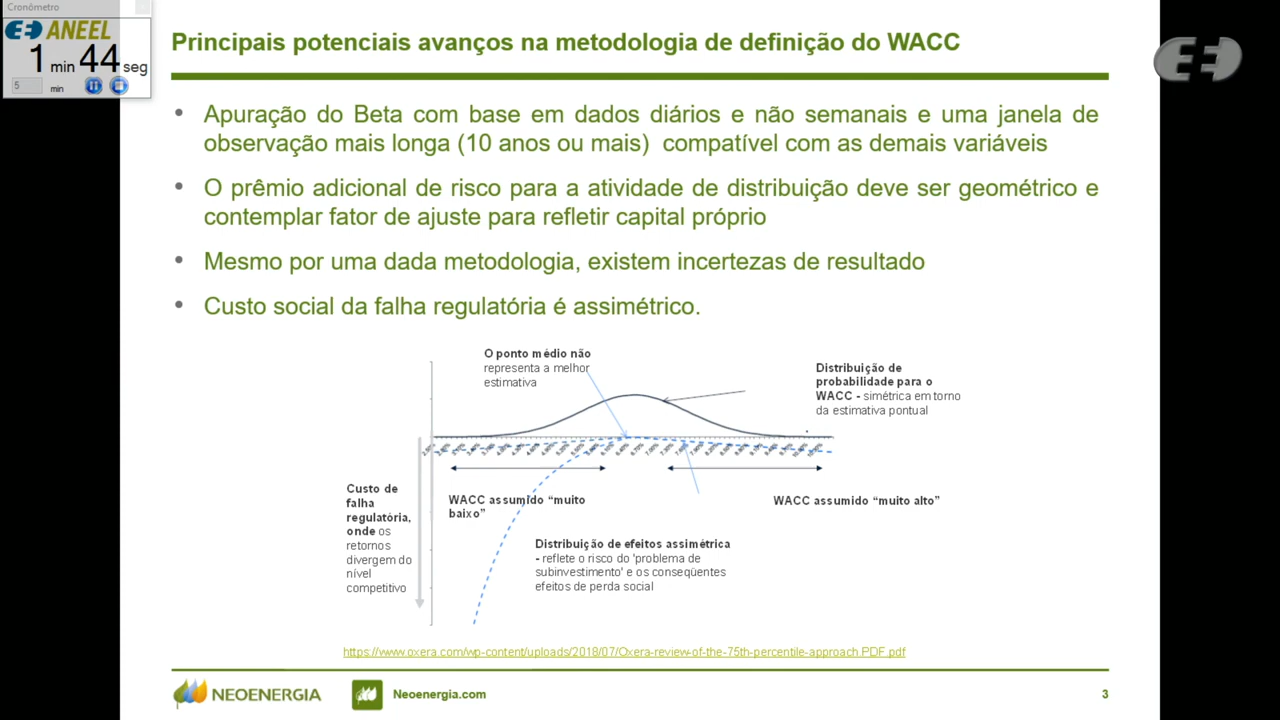 Cronômetro
ANEEL
1 min 44 seg
5 min
Principais potenciais avanços na metodologia de definição do WACC
• Apuração do Beta com base em dados diários e não semanais e uma janela de
observação mais longa (10 anos ou mais) compatível com as demais variáveis
• O prêmio adicional de risco para a atividade de distribuição deve ser geométrico e
contemplar fator de ajuste para refletir capital próprio
• Mesmo por uma dada metodologia, existem incertezas de resultado
• Custo social da falha regulatória é assimétrico.
O ponto médio não
representa a melhor
estimativa
Distribuição de
probabilidade para o
WACC - simétrica em torno
da estimativa pontual
Custo de
falha
regulatória,
onde os
retornos
divergem do
nível
competitivo
WACC assumido “muito
baixo”
WACC assumido “muito alto”
Distribuição de efeitos assimétrica
- reflete o risco do 'problema de
subinvestimento' e os conseqüentes
efeitos de perda social
https://www.oxera.com/wp-content/uploads/2018/07/Oxera-review-of-the-75th-percentile-approach.PDF.pdf
NEOENERGIA
Neoenergia.com
3